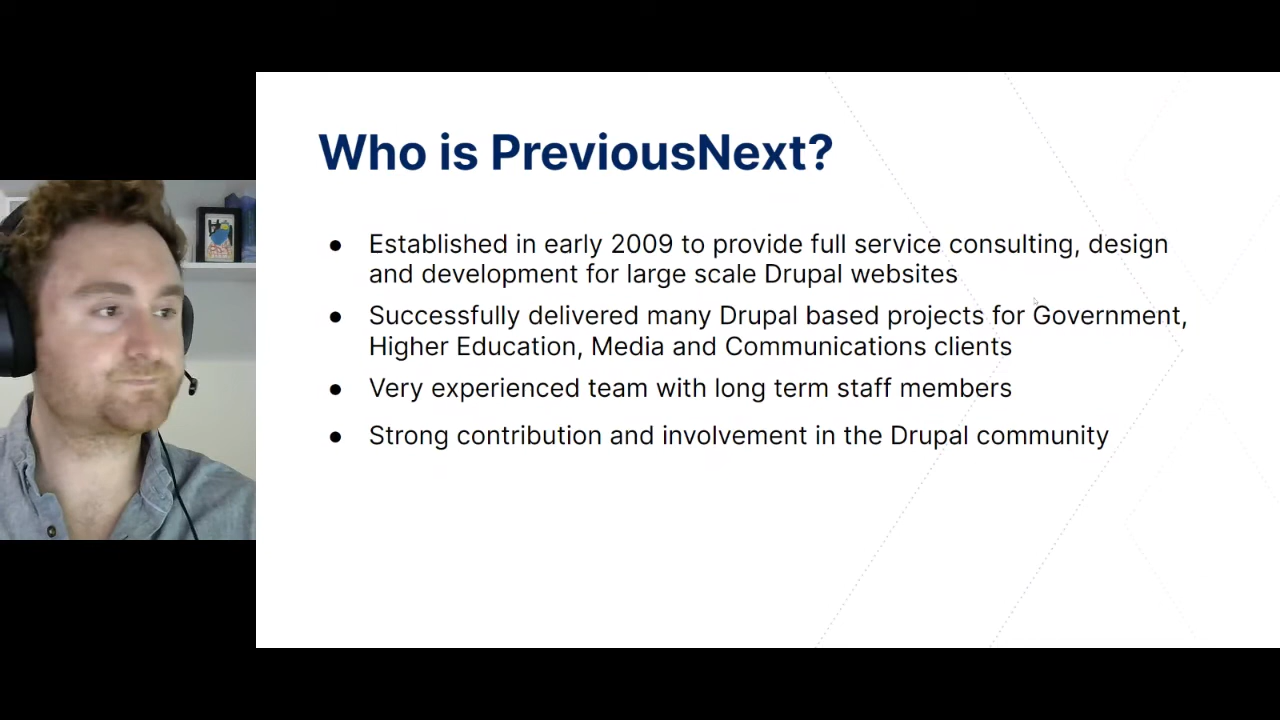 Who is PreviousNext?
● Established in early 2009 to provide full service consulting, design
and development for large scale Drupal websites
● Successfully delivered many Drupal based projects for Government,
Higher Education, Media and Communications clients
● Very experienced team with long term staff members
● Strong contribution and involvement in the Drupal community